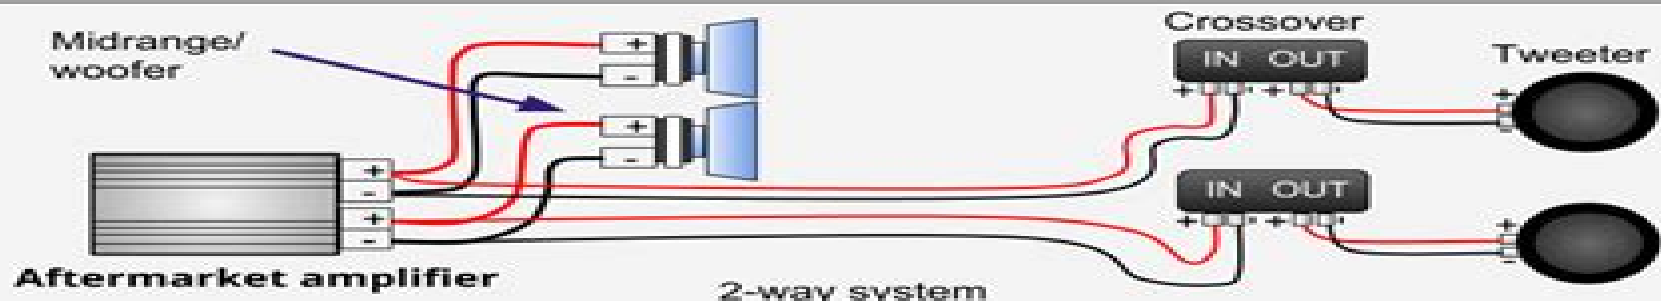 Midrange/
woofer
+
-
+
-
Crossover
IN OUT
+ - + -
Tweeter
+
-
+
-
+
-
IN OUT
+ - + -
+
-
Aftermarket amplifier
2-way system